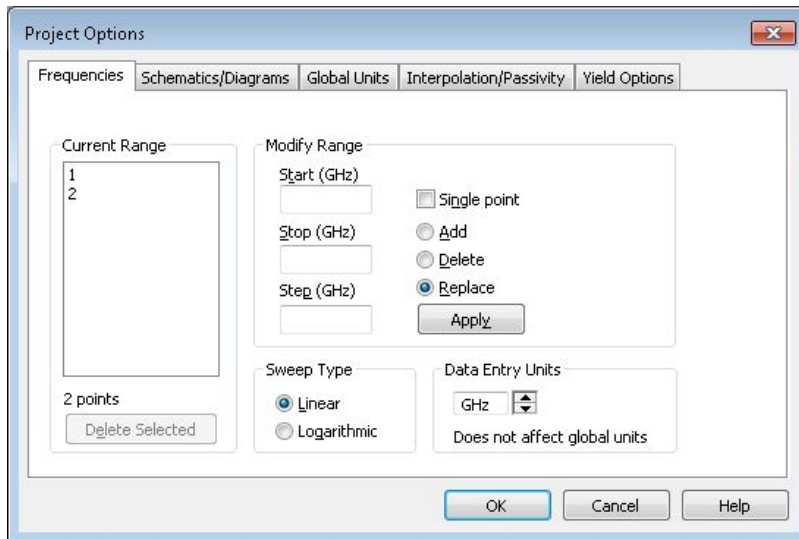 Project Options
Frequencies
Schematics/Diagrams
Global Units
Interpolation/Passivity
Yield Options
Current Range
1
2
2 points
Delete Selected
Modify Range
Start (GHz)
Stop (GHz)
Step (GHz)
Single point
Add
Delete
Replace
Apply
Sweep Type
Linear
Logarithmic
Data Entry Units
GHz
Does not affect global units
OK
Cancel
Help